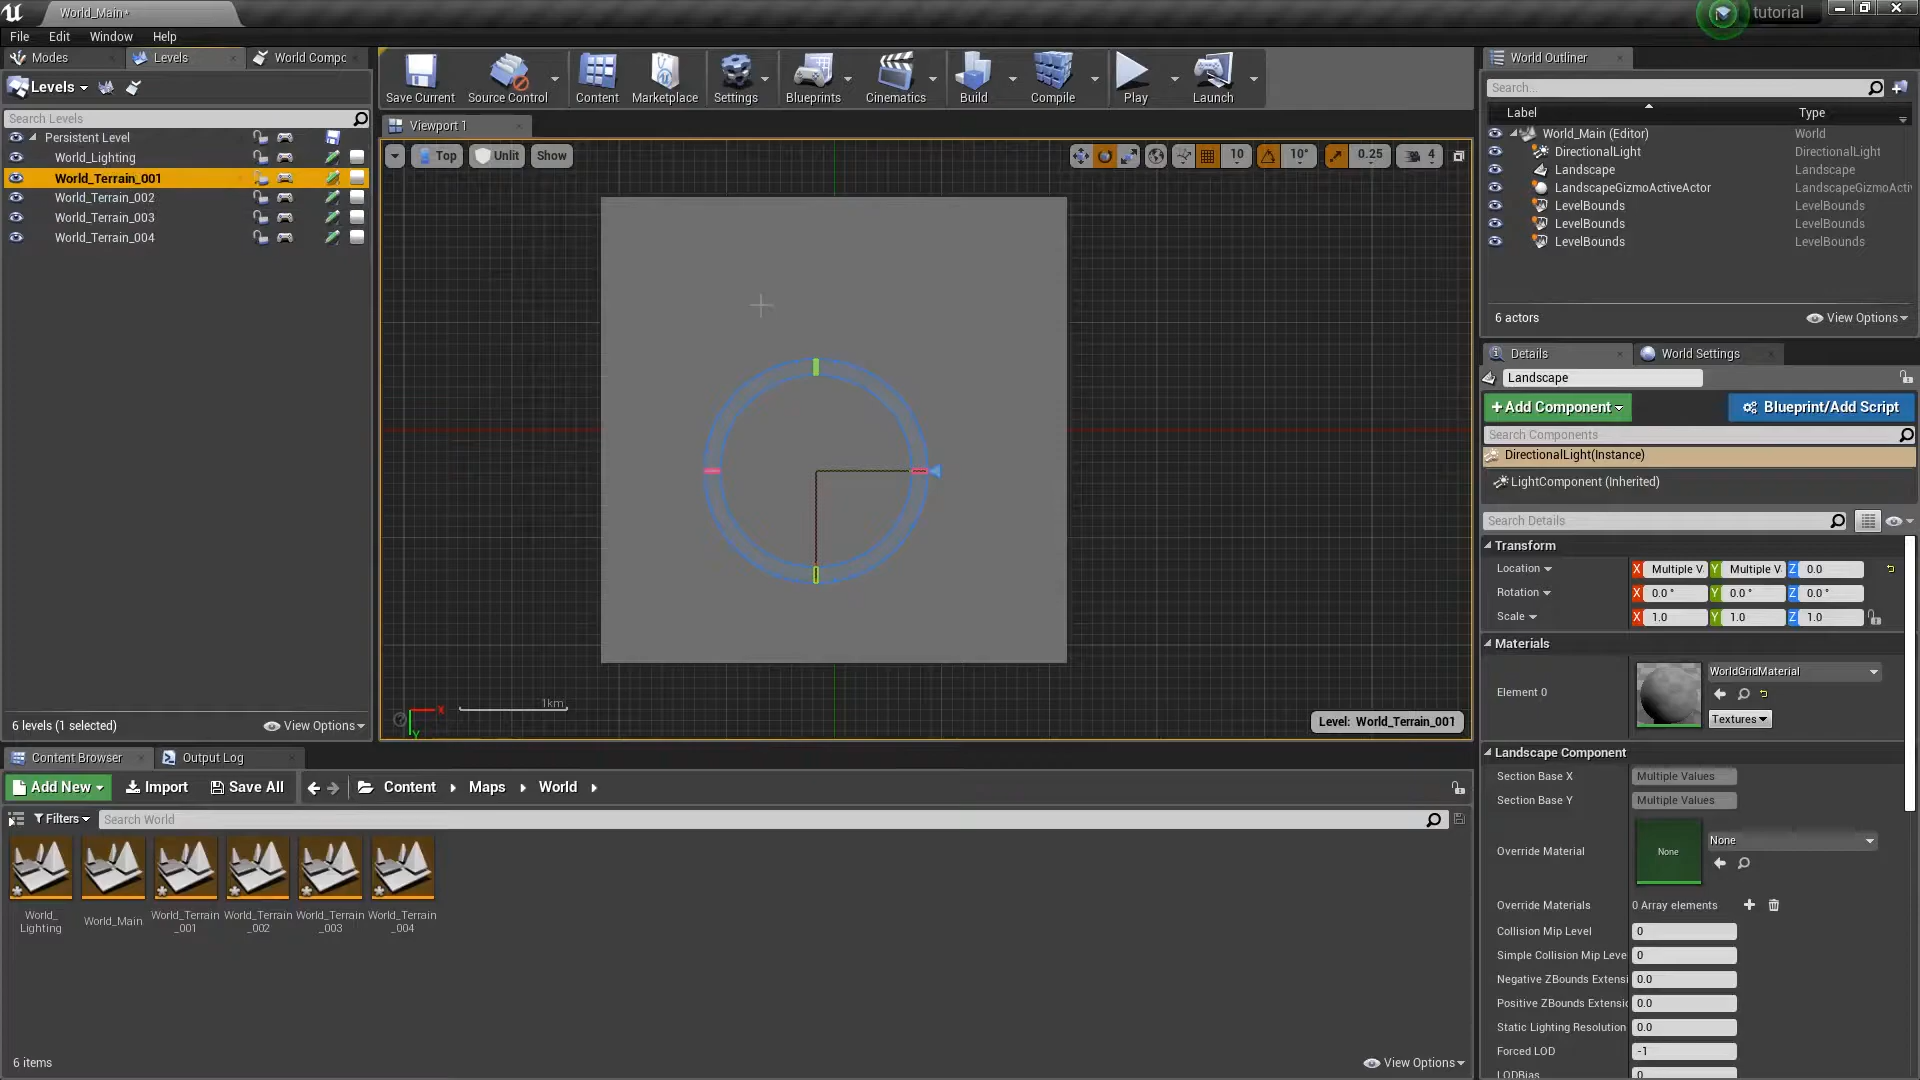 World_Main*
tutorial
File Edit Window Help
Modes Levels World Compc
Levels
Search Levels
Persistent Level
World_Lighting
World_Terrain_001
World_Terrain_002
World_Terrain_003
World_Terrain_004
6 levels (1 selected) View Options
Save Current Source Control Content Marketplace Settings Blueprints Cinematics Build Compile Play Launch
Viewport 1
Top Unlit Show 10 10° 0.25 4
1km
X
Y
Level: World_Terrain_001
World Outliner
Search...
Label Type
World_Main (Editor) World
DirectionalLight DirectionalLight
Landscape Landscape
LandscapeGizmoActiveActor LandscapeGizmoActi
LevelBounds LevelBounds
LevelBounds LevelBounds
LevelBounds LevelBounds
6 actors View Options
Details World Settings
Landscape
+Add Component Blueprint/Add Script
Search Components
DirectionalLight(Instance)
LightComponent (Inherited)
Search Details
Transform
Location X Multiple V Y Multiple V Z 0.0
Rotation X 0.0 ° Y 0.0 ° Z 0.0 °
Scale X 1.0 Y 1.0 Z 1.0
Materials
Element 0 WorldGridMaterial
Textures
Landscape Component
Section Base X Multiple Values
Section Base Y Multiple Values
Override Material None None
Override Materials 0 Array elements
Collision Mip Level 0
Simple Collision Mip Leve 0
Negative ZBounds Extensi 0.0
Positive ZBounds Extensio 0.0
Static Lighting Resolution 0.0
Forced LOD -1
LODBias 0
Content Browser Output Log
Add New Import Save All Content Maps World
Filters Search World
World_
Lighting
World_Main
World_Terrain
_001
World_Terrain
_002
World_Terrain
_003
World_Terrain
_004
6 items View Options